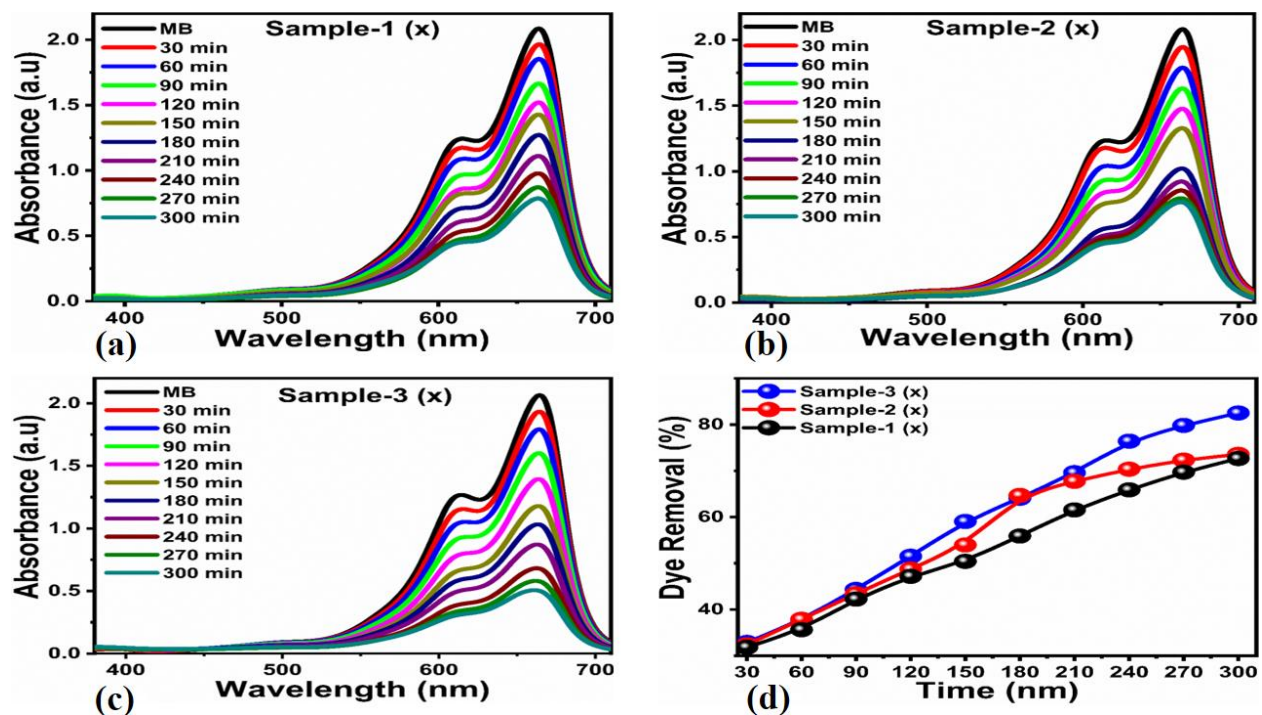 Sample-1 (x)
MB
30 min
60 min
90 min
120 min
150 min
180 min
210 min
240 min
270 min
300 min
2.0
1.5
1.0
0.5
0.0
400
500
600
700
Absorbance (a.u)
Wavelength (nm)
(a)
Sample-2 (x)
MB
30 min
60 min
90 min
120 min
150 min
180 min
210 min
240 min
270 min
300 min
2.0
1.5
1.0
0.5
0.0
400
500
600
700
Absorbance (a.u)
Wavelength (nm)
(b)
Sample-3 (x)
MB
30 min
60 min
90 min
120 min
150 min
180 min
210 min
240 min
270 min
300 min
2.0
1.5
1.0
0.5
0.0
400
500
600
700
Absorbance (a.u)
Wavelength (nm)
(c)
Sample-3 (x)
Sample-2 (x)
Sample-1 (x)
80
60
40
30 60 90 120 150 180 210 240 270 300
Dye Removal (%)
Time (nm)
(d)